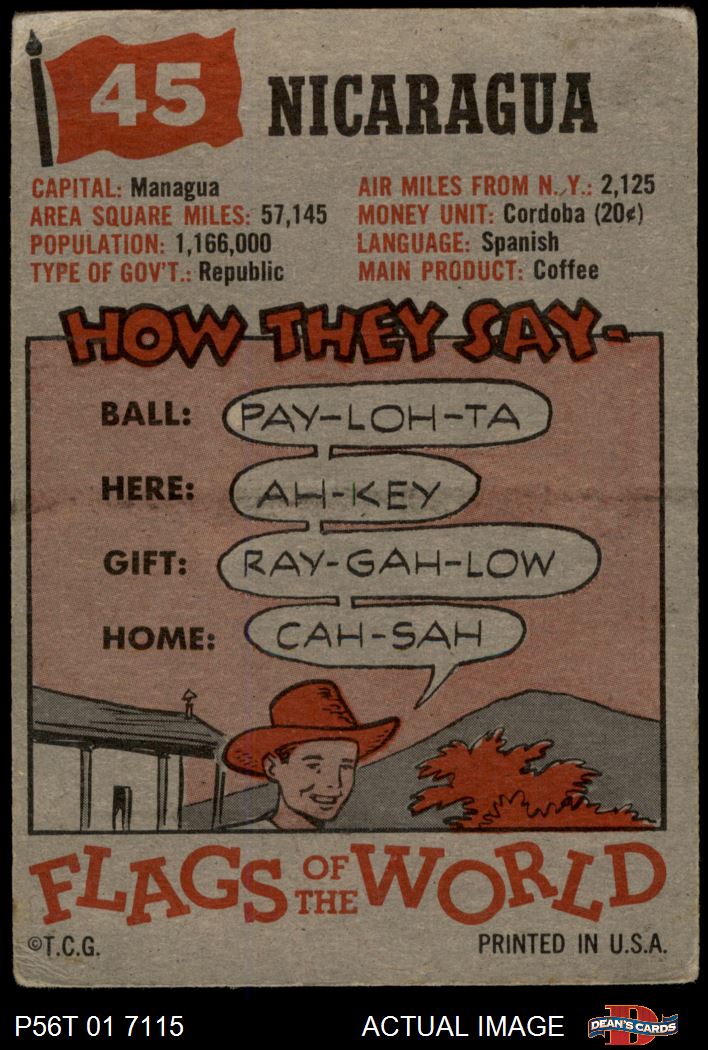 45 NICARAGUA
CAPITAL: Managua
AREA SQUARE MILES: 57,145
POPULATION: 1,166,000
TYPE OF GOV'T.: Republic
AIR MILES FROM N. Y.: 2,125
MONEY UNIT: Cordoba (20¢)
LANGUAGE: Spanish
MAIN PRODUCT: Coffee
HOW THEY SAY-
BALL: PAY-LOH-TA
HERE: AH-KEY
GIFT: RAY-GAH-LOW
HOME: CAH-SAH
FLAGS OF THE WORLD
©T.C.G.
PRINTED IN U.S.A.
P56T 01 7115
ACTUAL IMAGE
D
DEAN'S CARDS